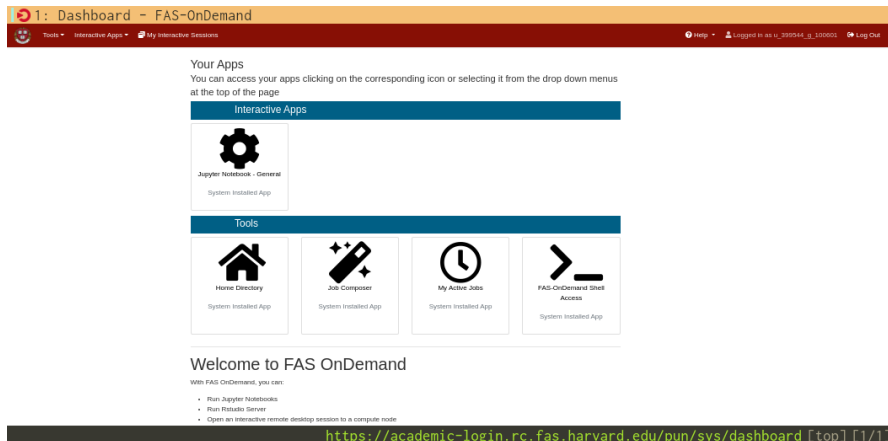 1: Dashboard - FAS-OnDemand
Tools Interactive Apps My Interactive Sessions Help Logged in as u_399544_g_100601 Log Out
Your Apps
You can access your apps clicking on the corresponding icon or selecting it from the drop down menus
at the top of the page
Interactive Apps
Jupyter Notebook - General
System Installed App
Tools
Home Directory
System Installed App
Job Composer
System Installed App
My Active Jobs
System Installed App
FAS-OnDemand Shell
Access
System Installed App
Welcome to FAS OnDemand
With FAS OnDemand, you can:
• Run Jupyter Notebooks
• Run Rstudio Server
• Open an interactive remote desktop session to a compute node
https://academic-login.rc.fas.harvard.edu/pun/sys/dashboard [top] [1/1]